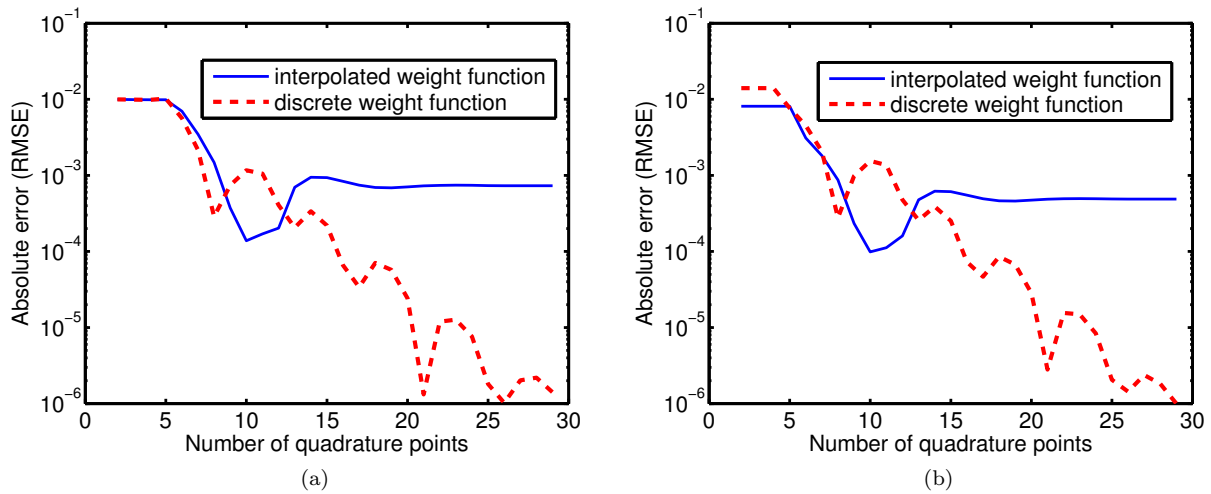 10⁻¹
10⁻²
10⁻³
10⁻⁴
10⁻⁵
10⁻⁶
Absolute error (RMSE)
interpolated weight function
discrete weight function
0 5 10 15 20 25 30
Number of quadrature points
(a)
10⁻¹
10⁻²
10⁻³
10⁻⁴
10⁻⁵
10⁻⁶
Absolute error (RMSE)
interpolated weight function
discrete weight function
0 5 10 15 20 25 30
Number of quadrature points
(b)